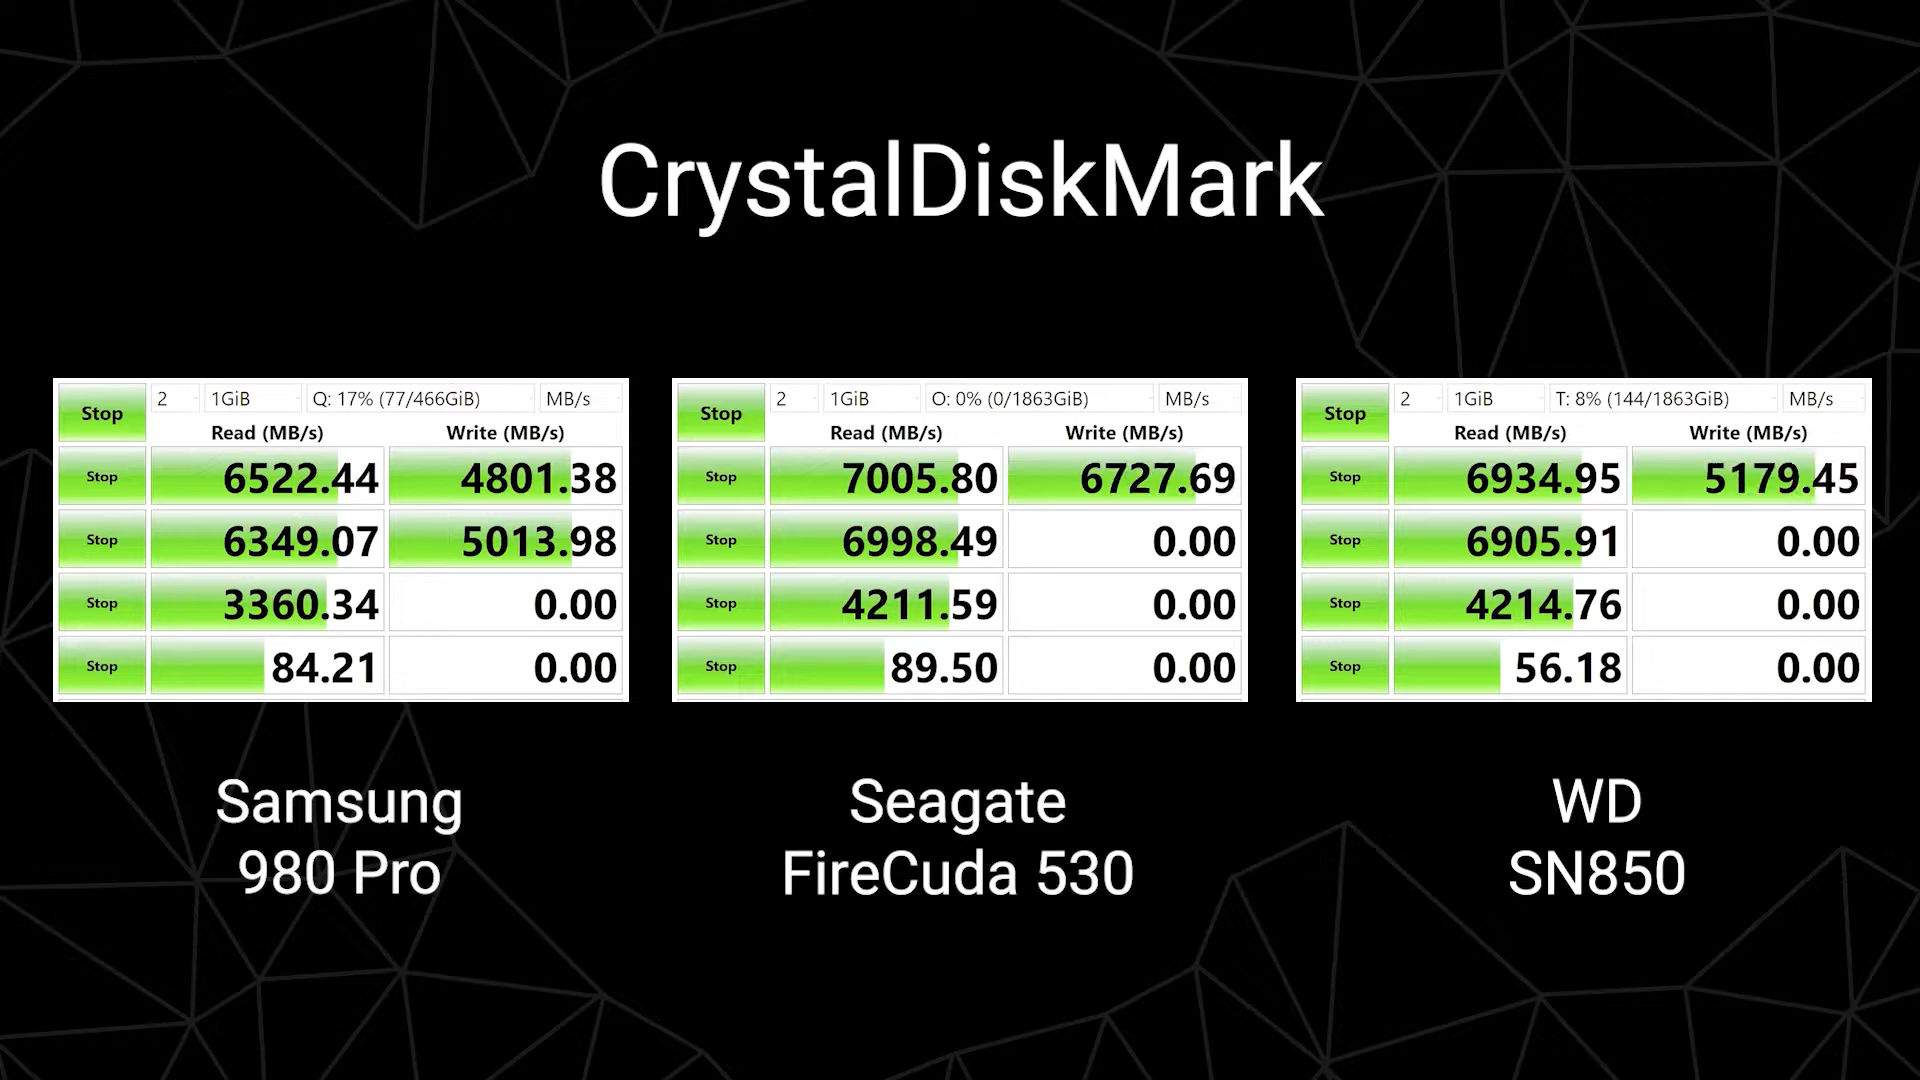 CrystalDiskMark
Stop 2 1GiB Q: 17% (77/466GiB) MB/s
Read (MB/s) Write (MB/s)
Stop 6522.44 4801.38
Stop 6349.07 5013.98
Stop 3360.34 0.00
Stop 84.21 0.00
Samsung
980 Pro
Stop 2 1GiB O: 0% (0/1863GiB) MB/s
Read (MB/s) Write (MB/s)
Stop 7005.80 6727.69
Stop 6998.49 0.00
Stop 4211.59 0.00
Stop 89.50 0.00
Seagate
FireCuda 530
Stop 2 1GiB T: 8% (144/1863GiB) MB/s
Read (MB/s) Write (MB/s)
Stop 6934.95 5179.45
Stop 6905.91 0.00
Stop 4214.76 0.00
Stop 56.18 0.00
WD
SN850